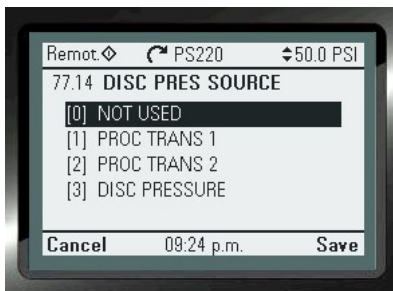 Remot. PS220 50.0 PSI
77.14 DISC PRES SOURCE
[0] NOT USED
[1] PROC TRANS 1
[2] PROC TRANS 2
[3] DISC PRESSURE
Cancel 09:24 p.m. Save